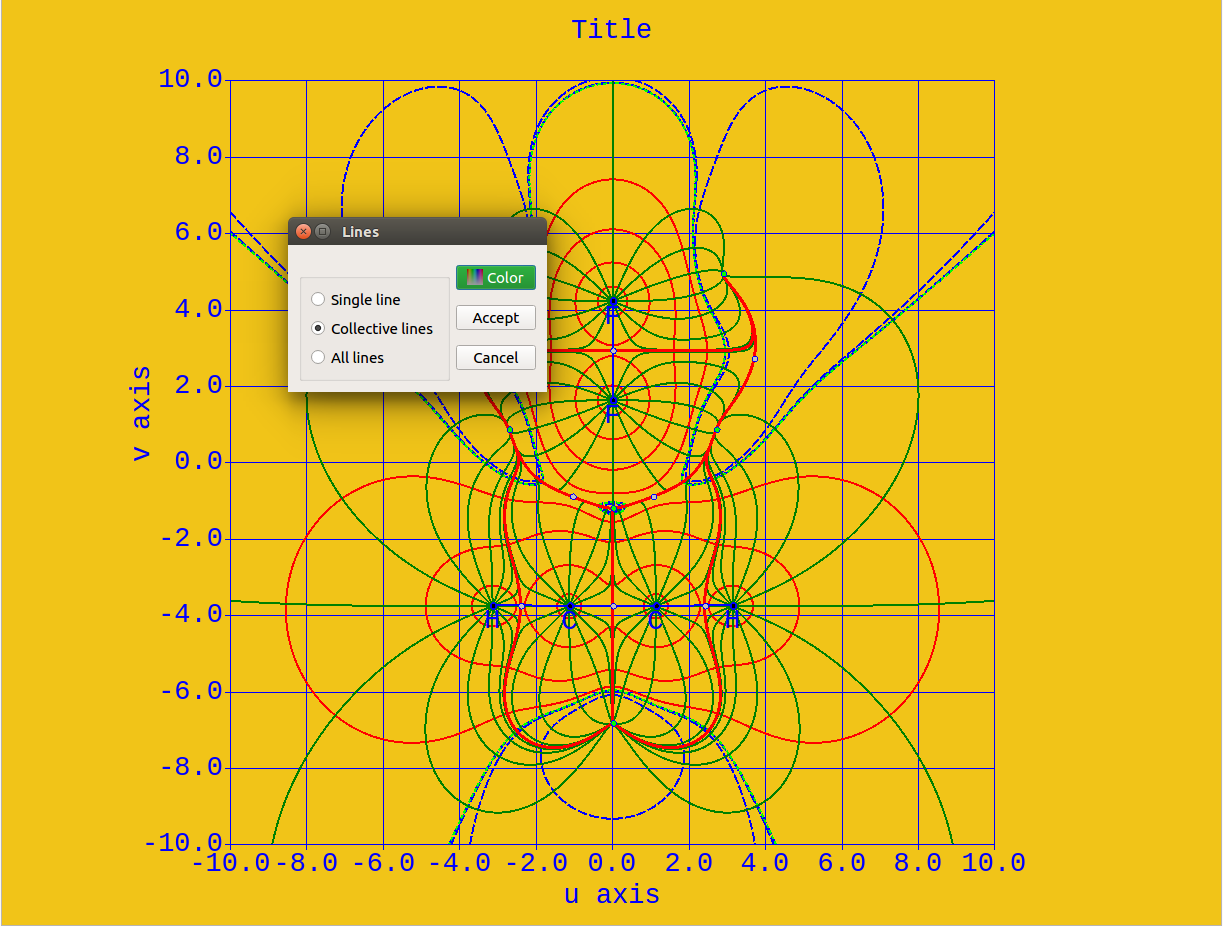 Title
10.0
8.0
6.0
4.0
2.0
0.0
-2.0
-4.0
-6.0
-8.0
-10.0
v axis
Lines
Single line
Collective lines
All lines
Color
Accept
Cancel
F
F
H C C H
-10.0 -8.0 -6.0 -4.0 -2.0 0.0 2.0 4.0 6.0 8.0 10.0
u axis